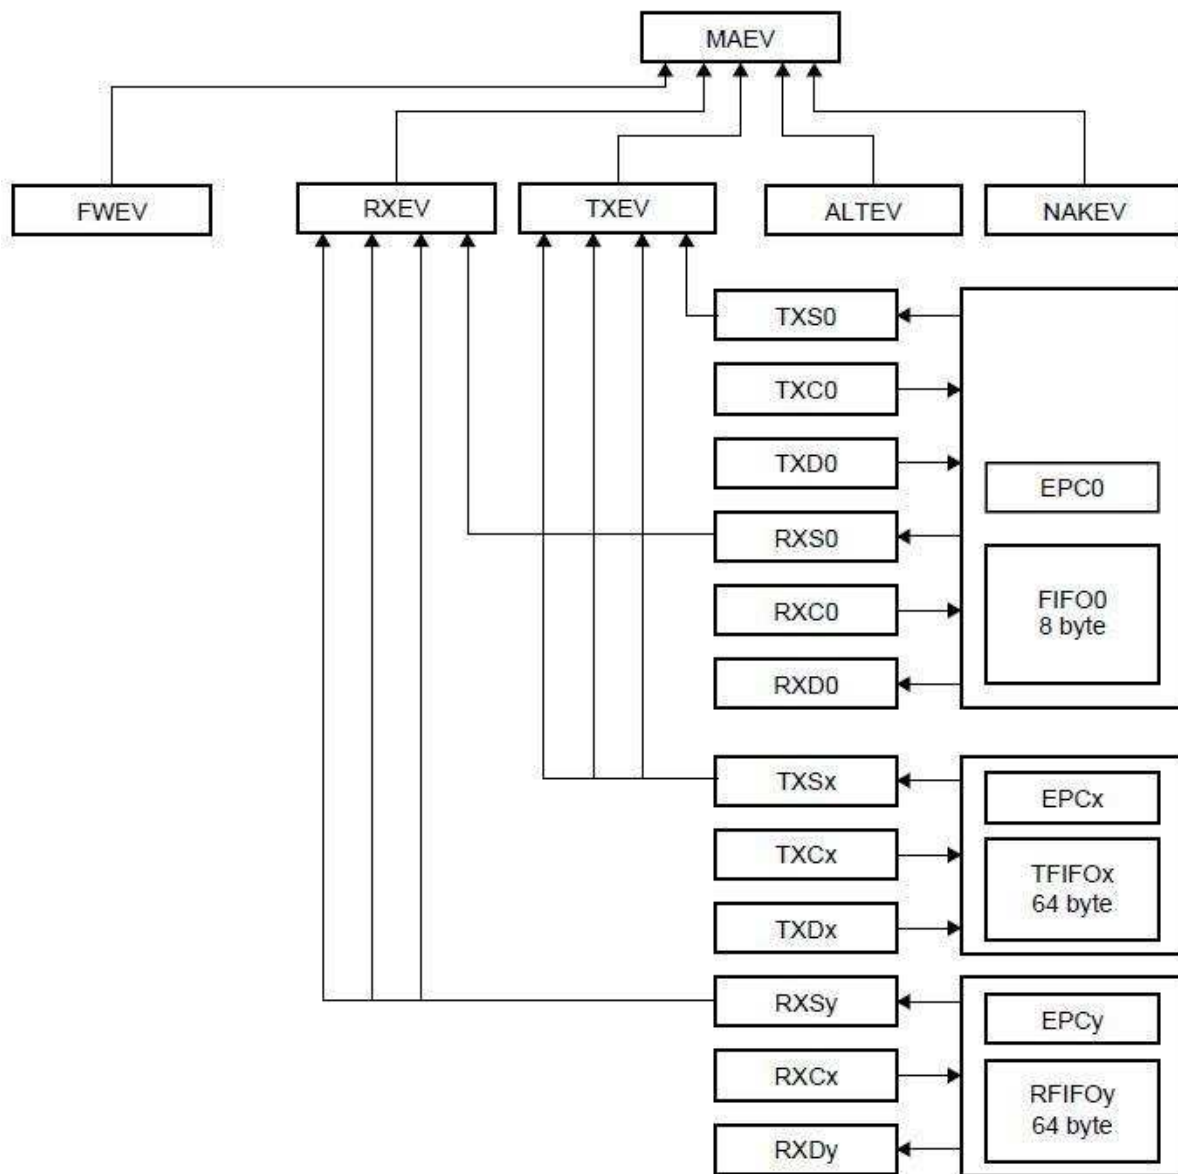 MAEV
FWEV
RXEV
TXEV
ALTEV
NAKEV
TXS0
TXC0
TXD0
EPC0
RXS0
FIFO0
8 byte
RXC0
RXD0
TXSx
EPCx
TXCx
TFIFOx
64 byte
TXDx
RXSy
EPCy
RXCx
RFIFOy
64 byte
RXDy